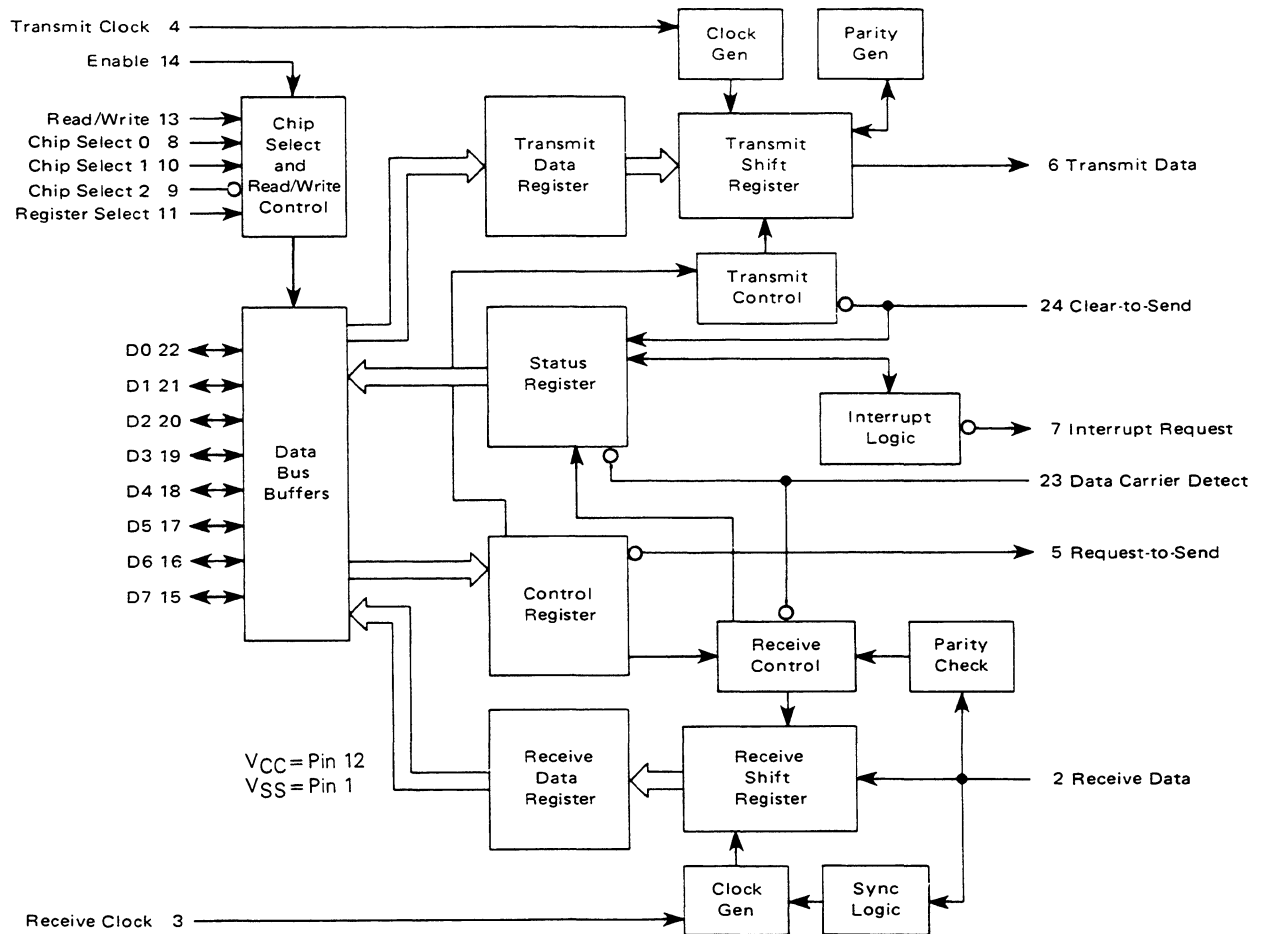 Transmit Clock 4
Enable 14
Read/Write 13
Chip Select 0 8
Chip Select 1 10
Chip Select 2 9
Register Select 11
Chip
Select
and
Read/Write
Control
Clock
Gen
Parity
Gen
Transmit
Data
Register
Transmit
Shift
Register
6 Transmit Data
Transmit
Control
24 Clear-to-Send
D0 22
D1 21
D2 20
D3 19
D4 18
D5 17
D6 16
D7 15
Data
Bus
Buffers
Status
Register
Interrupt
Logic
7 Interrupt Request
23 Data Carrier Detect
5 Request-to-Send
Control
Register
Receive
Control
Parity
Check
VCC = Pin 12
VSS = Pin 1
Receive
Data
Register
Receive
Shift
Register
2 Receive Data
Receive Clock 3
Clock
Gen
Sync
Logic